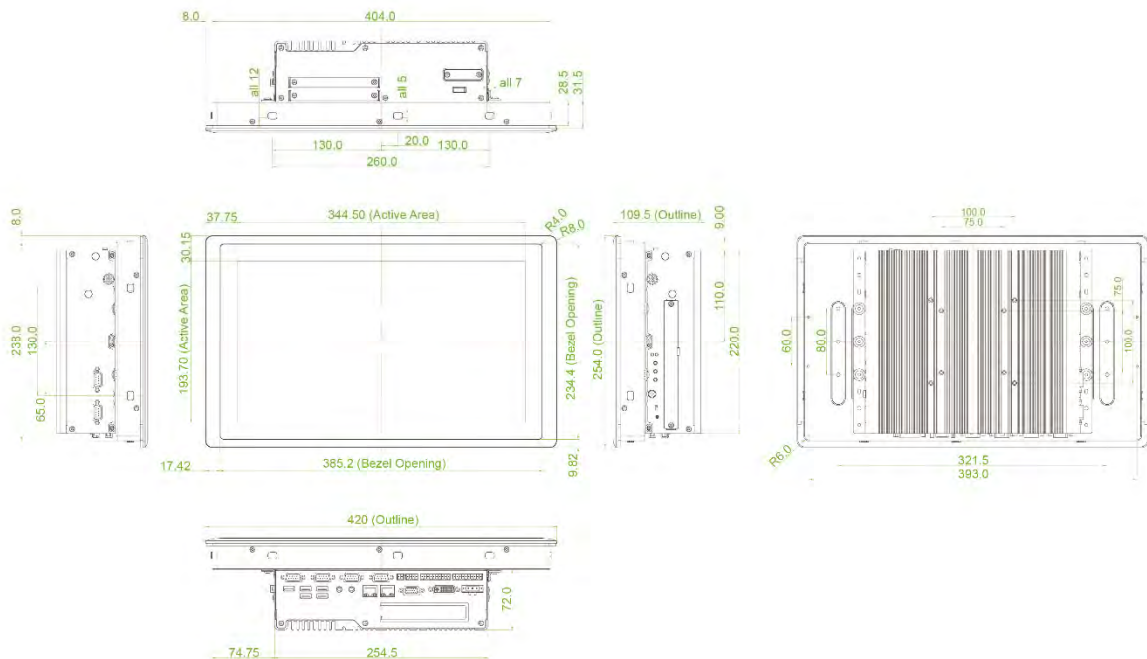 8.0
404.0
all 12
all 5
all 7
28.5
31.5
130.0
20.0
130.0
260.0
8.0
238.0
130.0
65.0
37.75
344.50 (Active Area)
R4.0
R8.0
30.15
193.70 (Active Area)
234.4 (Bezel Opening)
254.0 (Outline)
17.42
385.2 (Bezel Opening)
9.82
109.5 (Outline)
9.00
110.0
220.0
100.0
75.0
60.0
80.0
75.0
100.0
R6.0
321.5
393.0
420 (Outline)
72.0
74.75
254.5